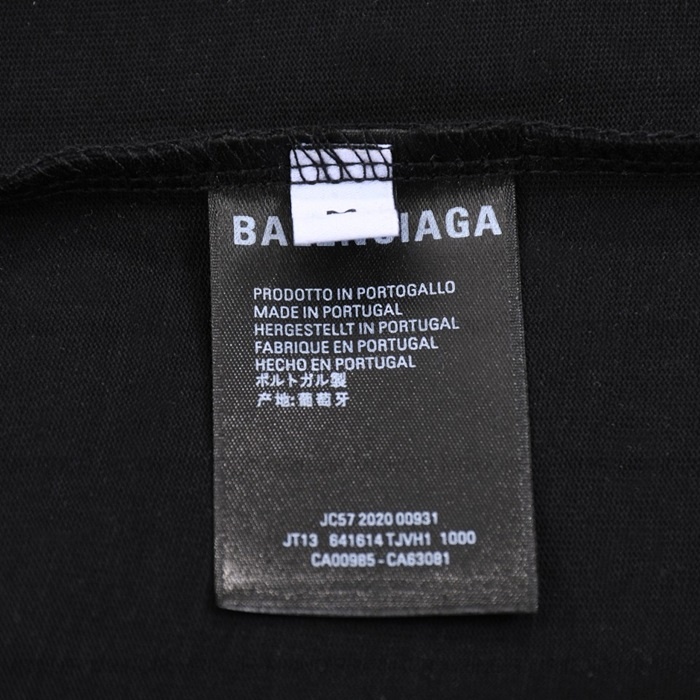 BALENCIAGA
PRODOTTO IN PORTOGALLO
MADE IN PORTUGAL
HERGESTELLT IN PORTUGAL
FABRIQUE EN PORTUGAL
HECHO EN PORTUGAL
ポルトガル製
产地:葡萄牙
JC57 2020 00931
JT13 641614 TJVH1 1000
CA00985 - CA63081